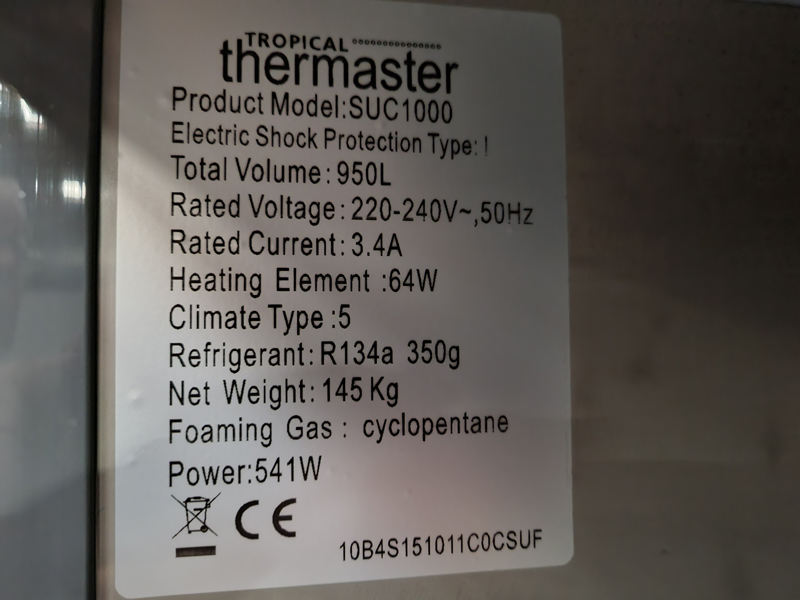 TROPICAL
thermaster
Product Model:SUC1000
Electric Shock Protection Type: I
Total Volume: 950L
Rated Voltage: 220-240V~,50Hz
Rated Current: 3.4A
Heating Element :64W
Climate Type :5
Refrigerant: R134a 350g
Net Weight: 145 Kg
Foaming Gas : cyclopentane
Power:541W
CE
10B4S151011C0CSUF